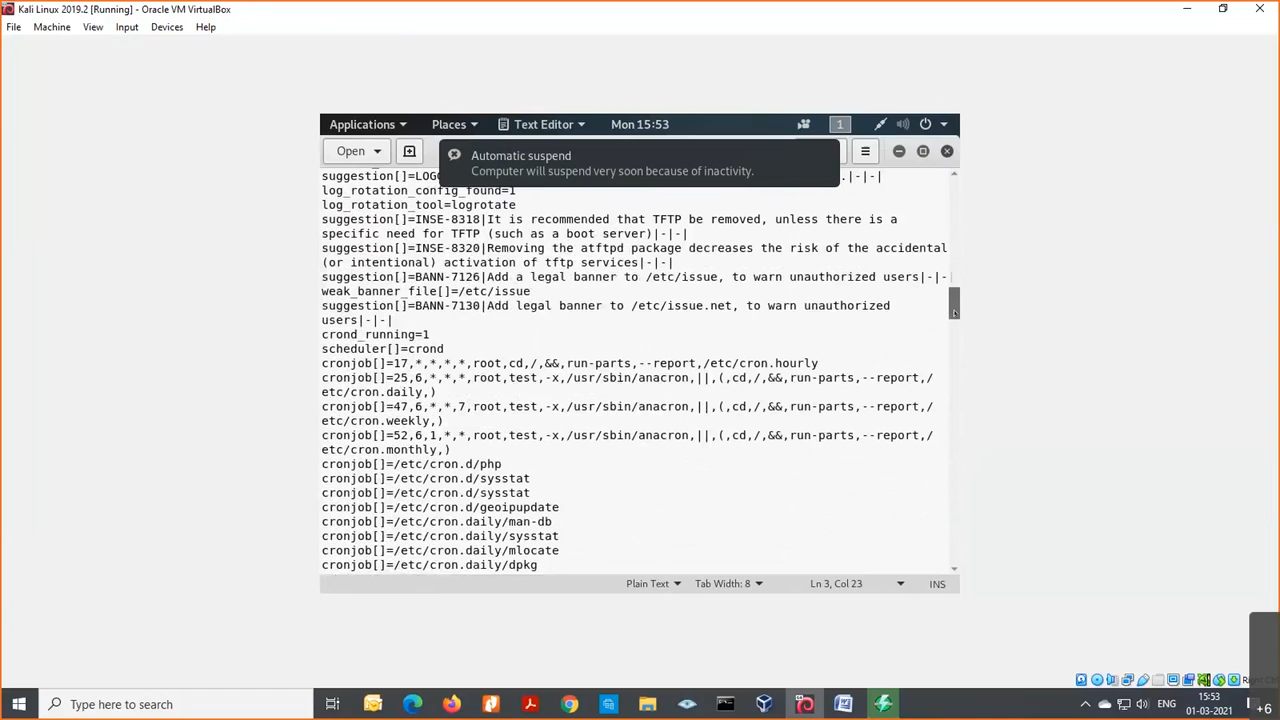 Kali Linux 2019.2 [Running] - Oracle VM VirtualBox
File Machine View Input Devices Help
Applications Places Text Editor Mon 15:53 1
Open
Automatic suspend
Computer will suspend very soon because of inactivity.
suggestion[]=LOG .|-|-|
log_rotation_config_found=1
log_rotation_tool=logrotate
suggestion[]=INSE-8318|It is recommended that TFTP be removed, unless there is a
specific need for TFTP (such as a boot server)|-|-|
suggestion[]=INSE-8320|Removing the atftpd package decreases the risk of the accidental
(or intentional) activation of tftp services|-|-|
suggestion[]=BANN-7126|Add a legal banner to /etc/issue, to warn unauthorized users|-|-|
weak_banner_file[]=/etc/issue
suggestion[]=BANN-7130|Add legal banner to /etc/issue.net, to warn unauthorized
users|-|-|
crond_running=1
scheduler[]=crond
cronjob[]=17,*,*,*,*,root,cd,/,&&,run-parts,--report,/etc/cron.hourly
cronjob[]=25,6,*,*,*,root,test,-x,/usr/sbin/anacron,||,(,cd,/,&&,run-parts,--report,/
etc/cron.daily,)
cronjob[]=47,6,*,*,7,root,test,-x,/usr/sbin/anacron,||,(,cd,/,&&,run-parts,--report,/
etc/cron.weekly,)
cronjob[]=52,6,1,*,*,root,test,-x,/usr/sbin/anacron,||,(,cd,/,&&,run-parts,--report,/
etc/cron.monthly,)
cronjob[]=/etc/cron.d/php
cronjob[]=/etc/cron.d/sysstat
cronjob[]=/etc/cron.d/sysstat
cronjob[]=/etc/cron.d/geoipupdate
cronjob[]=/etc/cron.daily/man-db
cronjob[]=/etc/cron.daily/sysstat
cronjob[]=/etc/cron.daily/mlocate
cronjob[]=/etc/cron.daily/dpkg
Plain Text Tab Width: 8 Ln 3, Col 23 INS
Right Ctrl
Type here to search
ENG
15:53
01-03-2021
+6